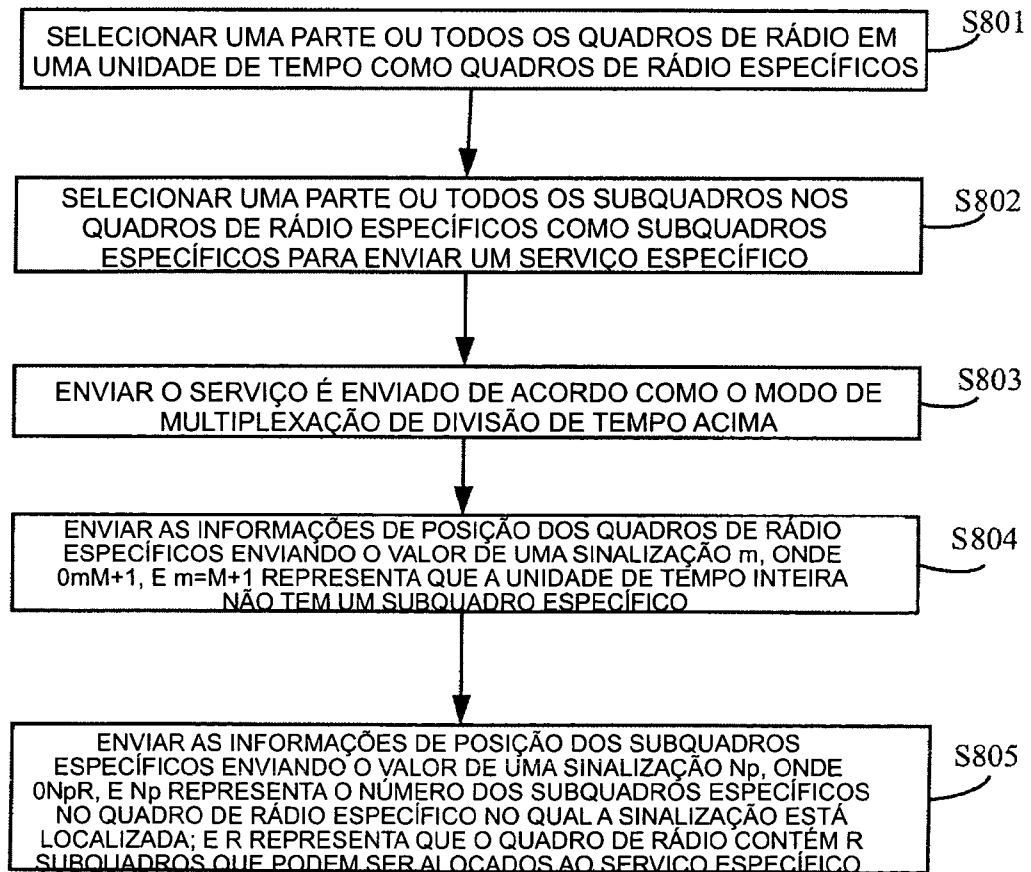 SELECIONAR UMA PARTE OU TODOS OS QUADROS DE RÁDIO EM
UMA UNIDADE DE TEMPO COMO QUADROS DE RÁDIO ESPECÍFICOS
S801
SELECIONAR UMA PARTE OU TODOS OS SUBQUADROS NOS
QUADROS DE RÁDIO ESPECÍFICOS COMO SUBQUADROS
ESPECÍFICOS PARA ENVIAR UM SERVIÇO ESPECÍFICO
S802
ENVIAR O SERVIÇO É ENVIADO DE ACORDO COMO O MODO DE
MULTIPLEXAÇÃO DE DIVISÃO DE TEMPO ACIMA
S803
ENVIAR AS INFORMAÇÕES DE POSIÇÃO DOS QUADROS DE RÁDIO
ESPECÍFICOS ENVIANDO O VALOR DE UMA SINALIZAÇÃO m, ONDE
0mM+1, E m=M+1 REPRESENTA QUE A UNIDADE DE TEMPO INTEIRA
NÃO TEM UM SUBQUADRO ESPECÍFICO
S804
ENVIAR AS INFORMAÇÕES DE POSIÇÃO DOS SUBQUADROS
ESPECÍFICOS ENVIANDO O VALOR DE UMA SINALIZAÇÃO Np, ONDE
0NpR, E Np REPRESENTA O NÚMERO DOS SUBQUADROS ESPECÍFICOS
NO QUADRO DE RÁDIO ESPECÍFICO NO QUAL A SINALIZAÇÃO ESTÁ
LOCALIZADA; E R REPRESENTA QUE O QUADRO DE RÁDIO CONTÉM R
SUBQUADROS QUE PODEM SER ALOCADOS AO SERVIÇO ESPECÍFICO
S805